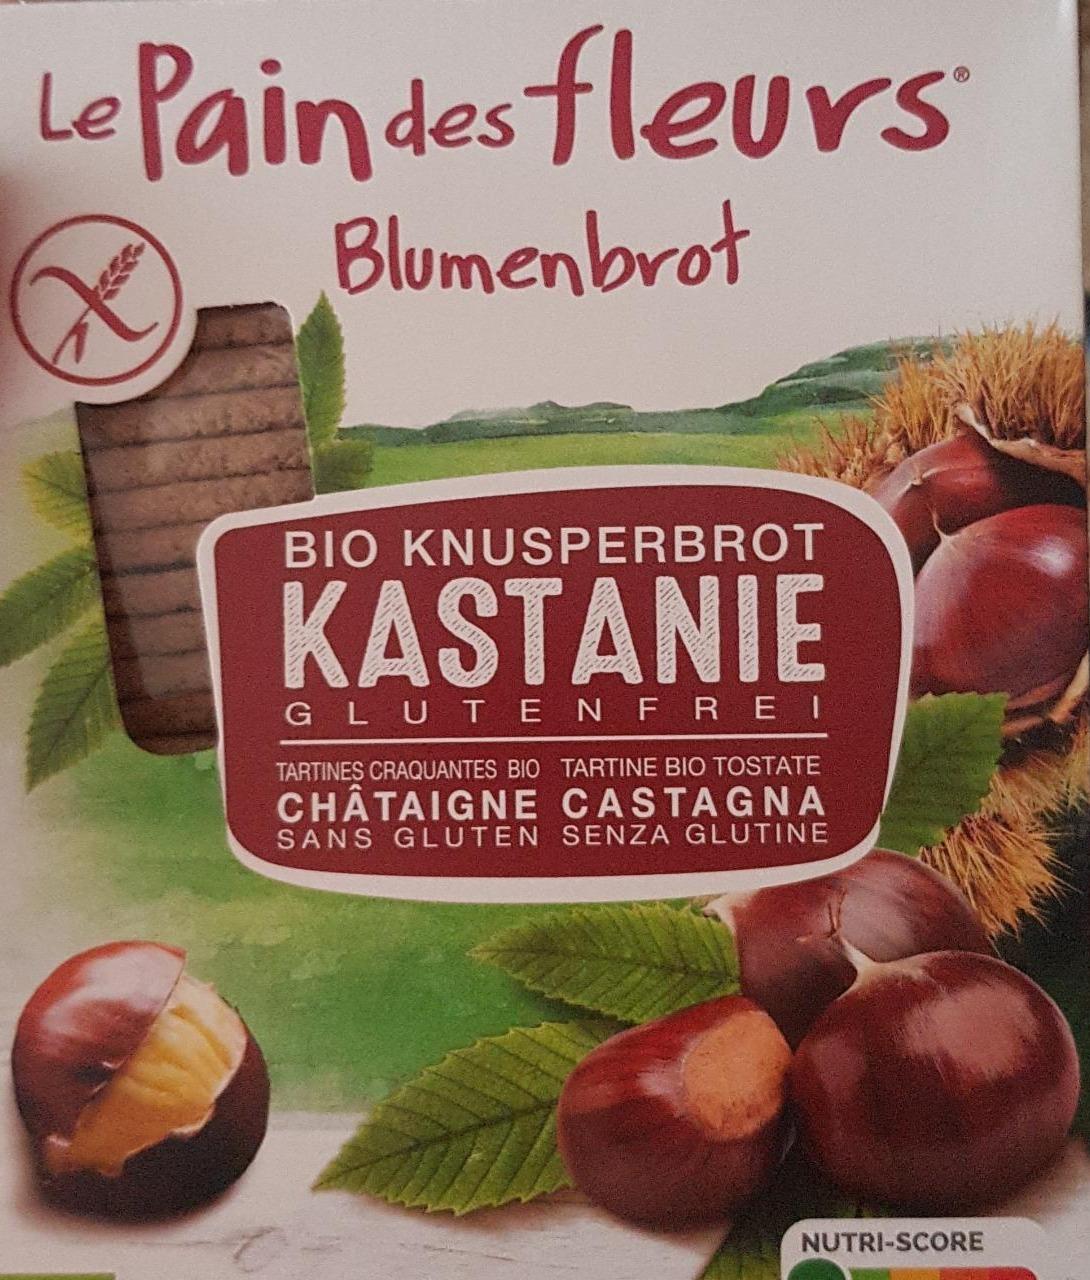 Le Pain des fleurs®
Blumenbrot
BIO KNUSPERBROT
KASTANIE
GLUTENFREI
TARTINES CRAQUANTES BIO
CHÂTAIGNE
SANS GLUTEN
TARTINE BIO TOSTATE
CASTAGNA
SENZA GLUTINE
NUTRI-SCORE